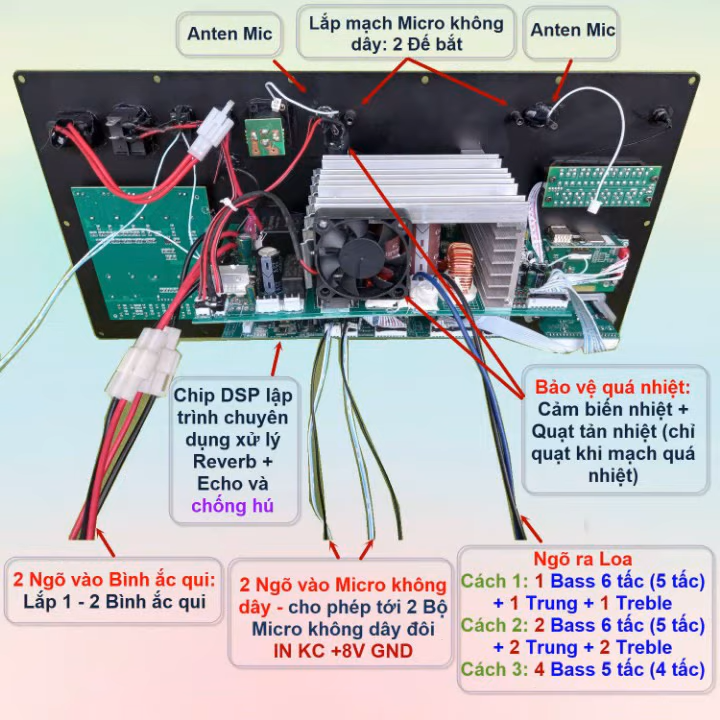 Anten Mic
Lắp mạch Micro không
dây: 2 Đế bắt
Anten Mic
Chip DSP lập
trình chuyên
dụng xử lý
Reverb +
Echo và
chống hú
Bảo vệ quá nhiệt:
Cảm biến nhiệt +
Quạt tản nhiệt (chỉ
quạt khi mạch quá
nhiệt)
2 Ngõ vào Bình ắc qui:
Lắp 1 - 2 Bình ắc qui
2 Ngõ vào Micro không
dây - cho phép tới 2 Bộ
Micro không dây đôi
IN KC +8V GND
Ngõ ra Loa
Cách 1: 1 Bass 6 tấc (5 tấc)
+ 1 Trung + 1 Treble
Cách 2: 2 Bass 6 tấc (5 tấc)
+ 2 Trung + 2 Treble
Cách 3: 4 Bass 5 tấc (4 tấc)